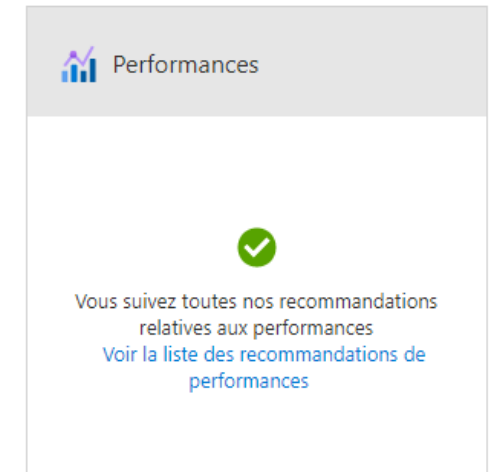 Performances
Vous suivez toutes nos recommandations
relatives aux performances
Voir la liste des recommandations de
performances